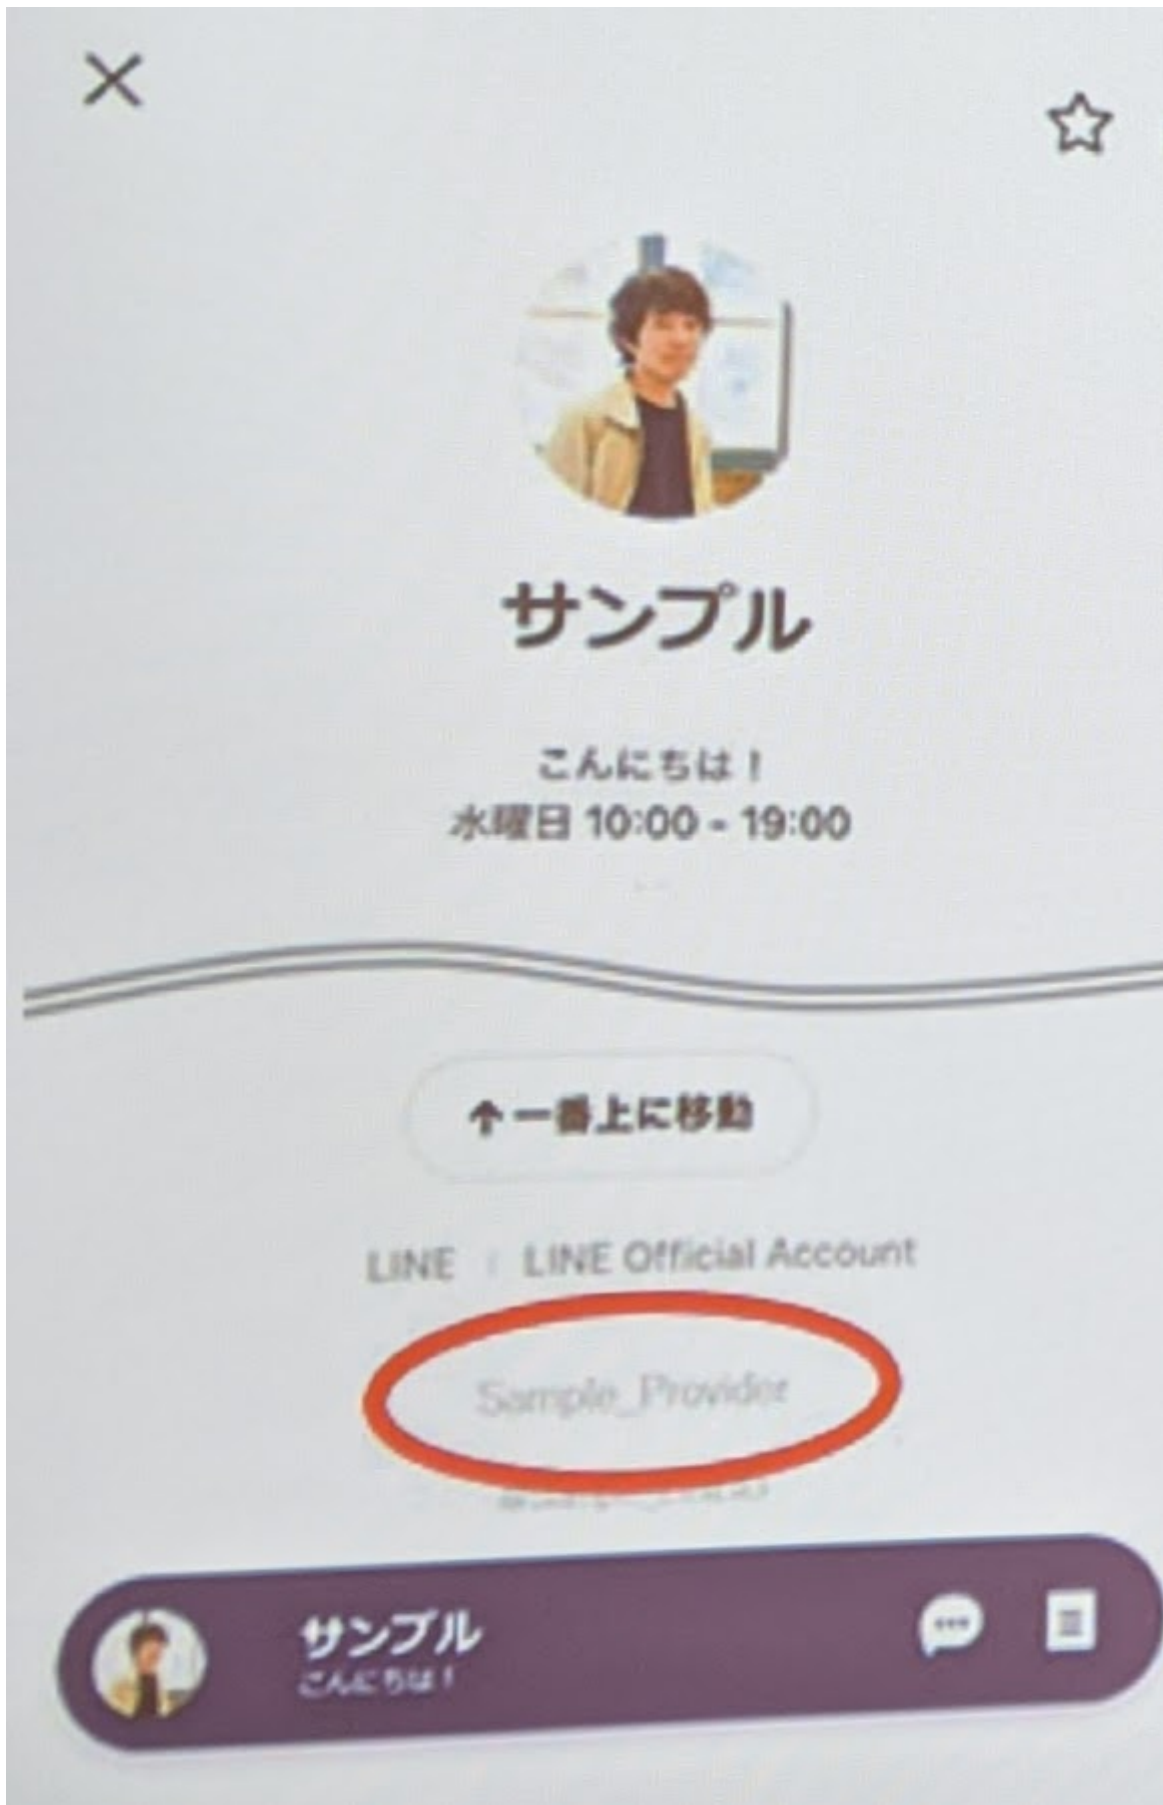 サンプル
こんにちは！
水曜日 10:00 - 19:00
↑ 一番上に移動
LINE | LINE Official Account
Sample_Provider
サンプル
こんにちは！